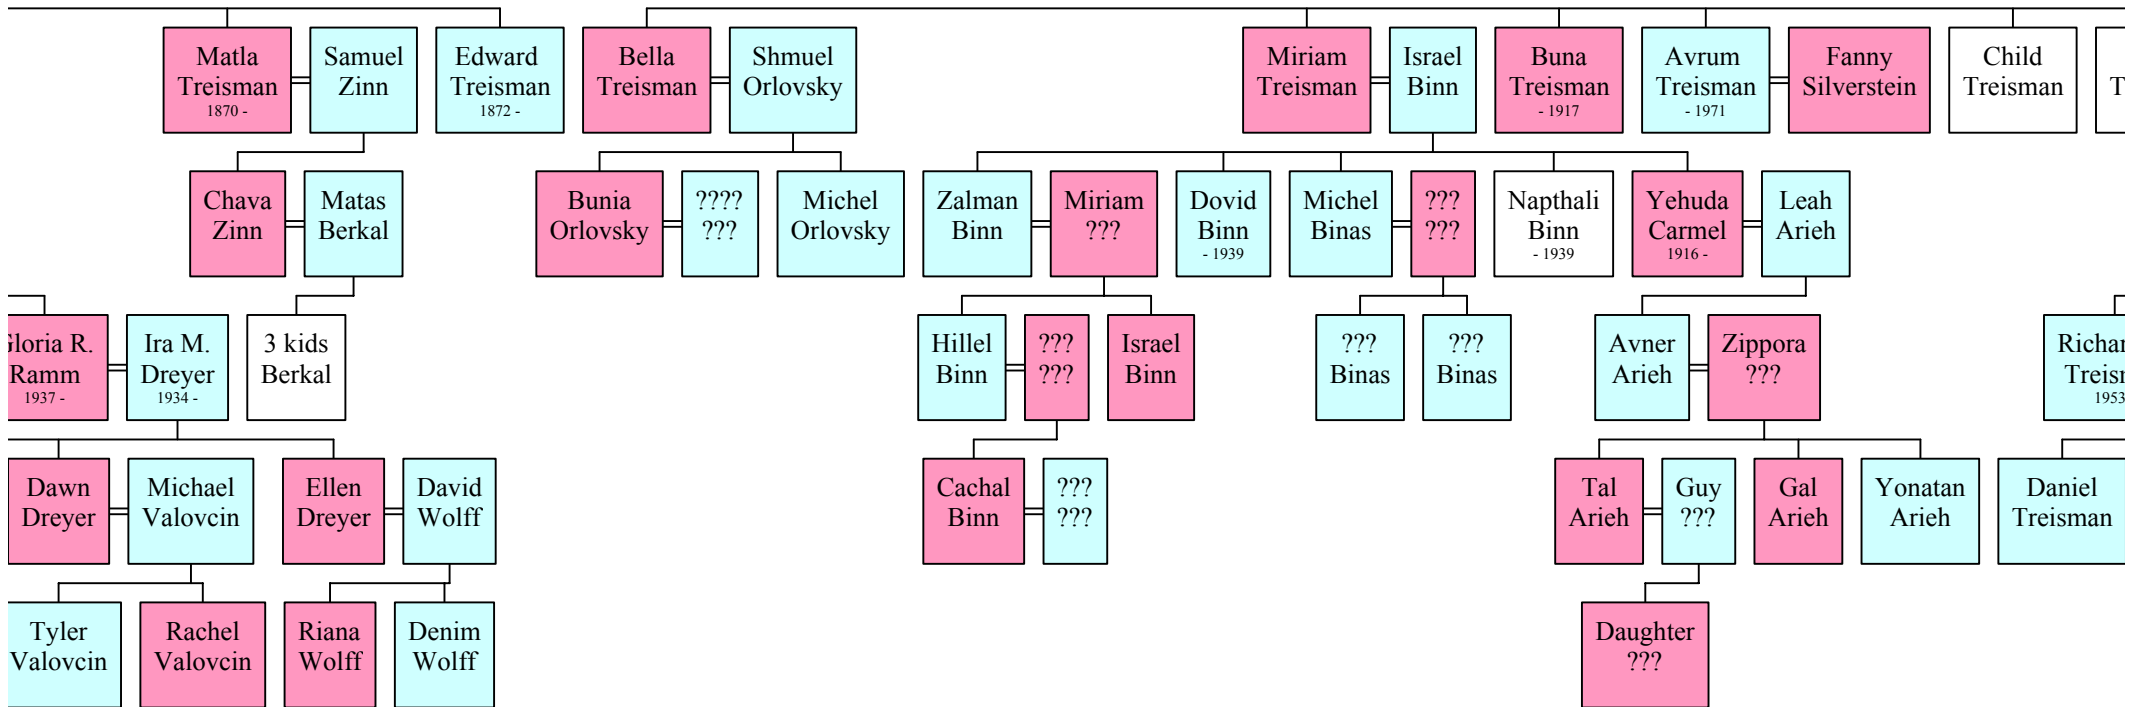 Matla
Treisman
1870 -
Samuel
Zinn
Edward
Treisman
1872 -
Bella
Treisman
Shmuel
Orlovsky
Miriam
Treisman
Israel
Binn
Buna
Treisman
- 1917
Avrum
Treisman
- 1971
Fanny
Silverstein
Child
Treisman
T
Chava
Zinn
Matas
Berkal
Bunia
Orlovsky
????
???
Michel
Orlovsky
Zalman
Binn
Miriam
???
Dovid
Binn
- 1939
Michel
Binas
???
???
Napthali
Binn
- 1939
Yehuda
Carmel
1916 -
Leah
Arieh
Gloria R.
Ramm
1937 -
Ira M.
Dreyer
1934 -
3 kids
Berkal
Hillel
Binn
???
???
Israel
Binn
???
Binas
???
Binas
Avner
Arieh
Zippora
???
Richar
Treisr
1953
Dawn
Dreyer
Michael
Valovcin
Ellen
Dreyer
David
Wolff
Cachal
Binn
???
???
Tal
Arieh
Guy
???
Gal
Arieh
Yonatan
Arieh
Daniel
Treisman
Tyler
Valovcin
Rachel
Valovcin
Riana
Wolff
Denim
Wolff
Daughter
???